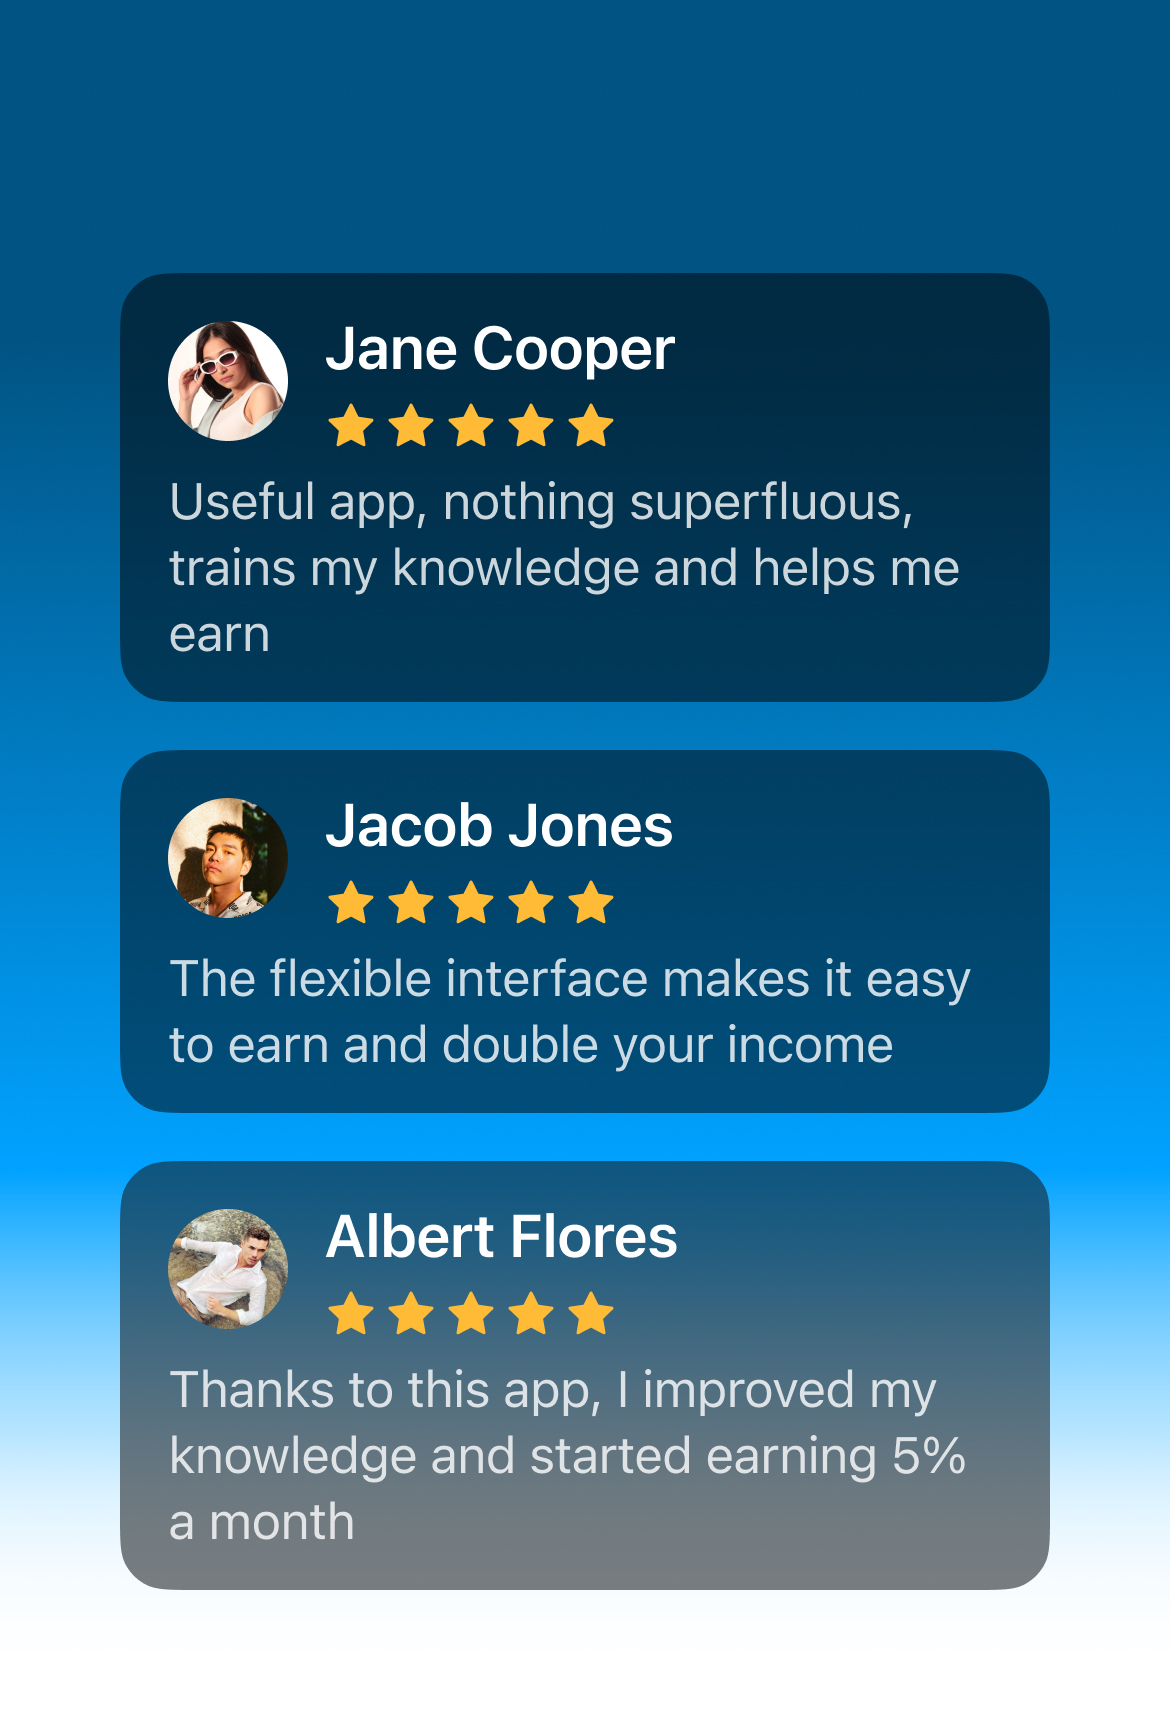 Jane Cooper
Useful app, nothing superfluous,
trains my knowledge and helps me
earn
Jacob Jones
The flexible interface makes it easy
to earn and double your income
Albert Flores
Thanks to this app, I improved my
knowledge and started earning 5%
a month